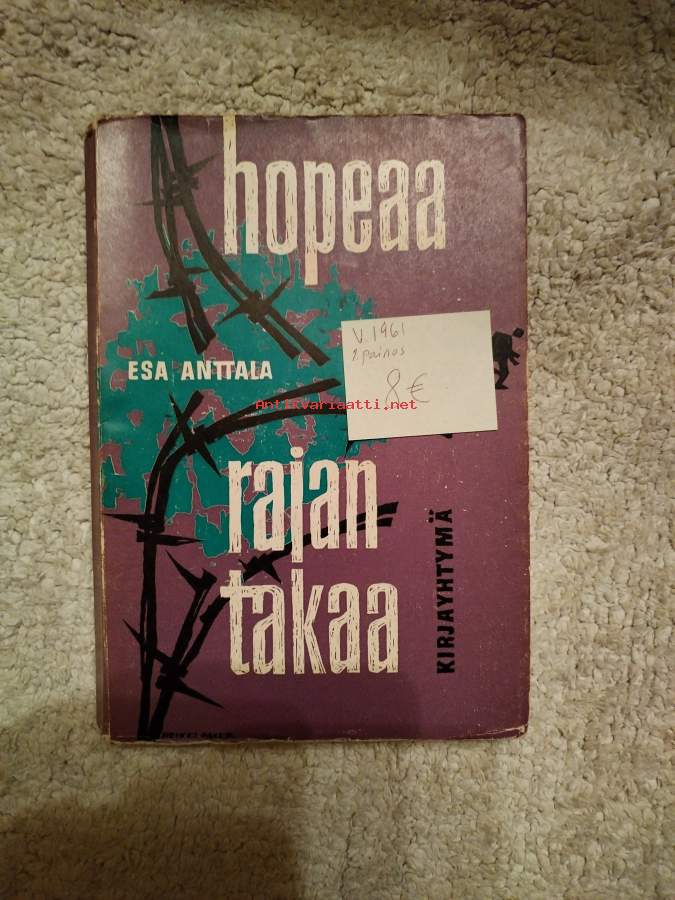 hopeaa
V. 1961
2. painos
8 €
ESA ANTTALA
Antikvariaatti.net
rajan
takaa
KIRJAYHTYMÄ